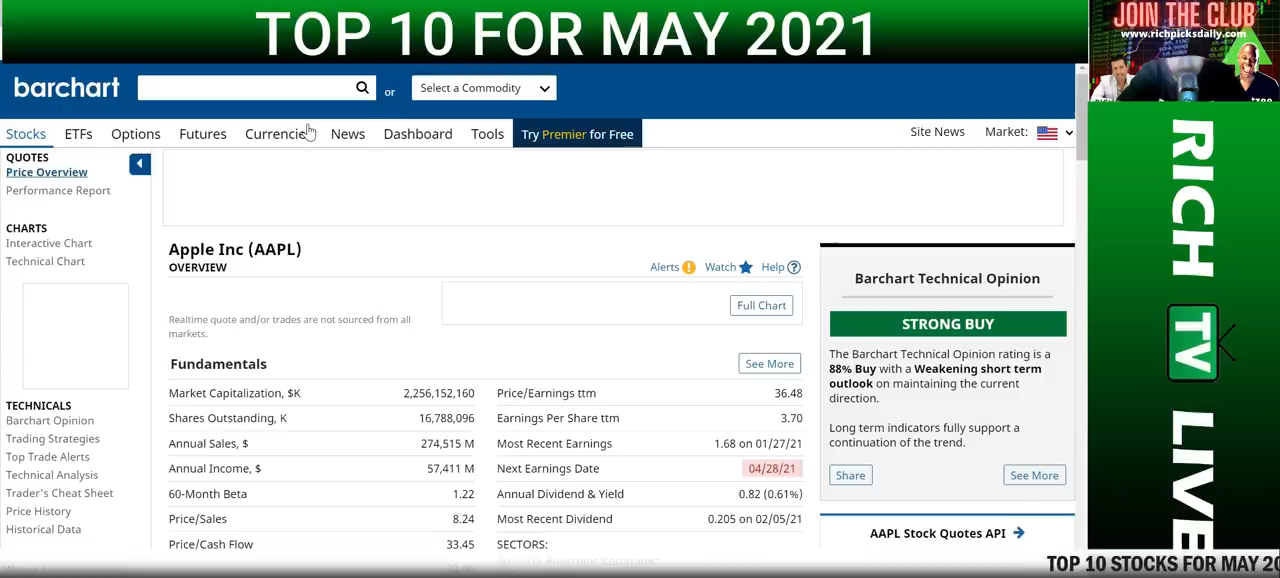 TOP 10 FOR MAY 2021
JOIN THE CLUB
www.richpicksdaily.com
barchart
or
Select a Commodity
Stocks
ETFs
Options
Futures
Currencie
News
Dashboard
Tools
Try Premier for Free
Site News
Market:
QUOTES
Price Overview
Performance Report
CHARTS
Interactive Chart
Technical Chart
TECHNICALS
Barchart Opinion
Trading Strategies
Top Trade Alerts
Technical Analysis
Trader's Cheat Sheet
Price History
Historical Data
Apple Inc (AAPL)
OVERVIEW
Alerts
Watch
Help
Realtime quote and/or trades are not sourced from all
markets.
Full Chart
Fundamentals
See More
Market Capitalization, $K 2,256,152,160
Shares Outstanding, K 16,788,096
Annual Sales, $ 274,515 M
Annual Income, $ 57,411 M
60-Month Beta 1.22
Price/Sales 8.24
Price/Cash Flow 33.45
Price/Earnings ttm 36.48
Earnings Per Share ttm 3.70
Most Recent Earnings 1.68 on 01/27/21
Next Earnings Date 04/28/21
Annual Dividend & Yield 0.82 (0.61%)
Most Recent Dividend 0.205 on 02/05/21
SECTORS:
Barchart Technical Opinion
STRONG BUY
The Barchart Technical Opinion rating is a
88% Buy with a Weakening short term
outlook on maintaining the current
direction.
Long term indicators fully support a
continuation of the trend.
Share
See More
AAPL Stock Quotes API
RICH TV LIVE
TOP 10 STOCKS FOR MAY 20